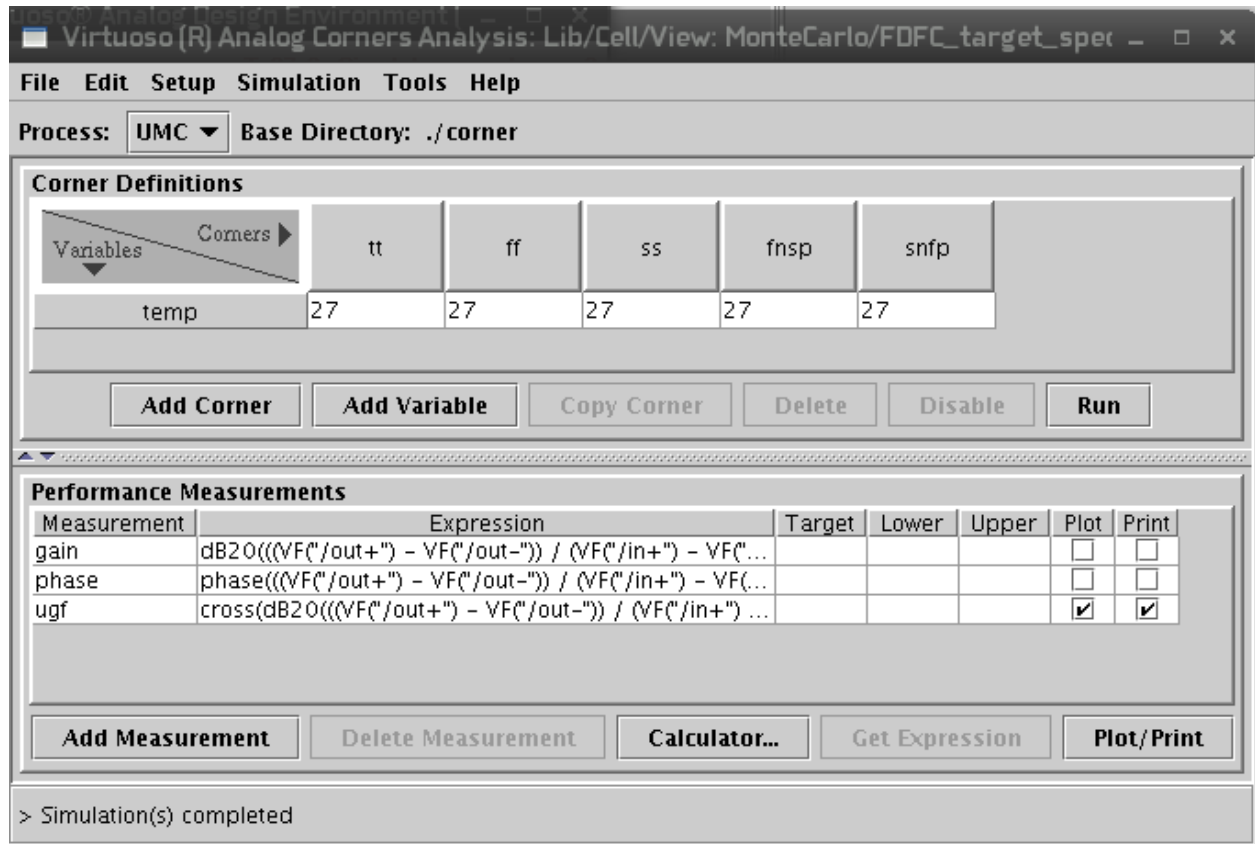 Virtuoso (R) Analog Corners Analysis: Lib/Cell/View: MonteCarlo/FDFC_target_spec
File Edit Setup Simulation Tools Help
Process: UMC Base Directory: ./corner
Corner Definitions
Variables Corners tt ff ss fnsp snfp
temp 27 27 27 27 27
Add Corner Add Variable Copy Corner Delete Disable Run
Performance Measurements
Measurement Expression Target Lower Upper Plot Print
gain dB20(((VF("/out+") - VF("/out-")) / (VF("/in+") - VF("...
phase phase(((VF("/out+") - VF("/out-")) / (VF("/in+") - VF(...
ugf cross(dB20(((VF("/out+") - VF("/out-")) / (VF("/in+") ...
Add Measurement Delete Measurement Calculator... Get Expression Plot/Print
> Simulation(s) completed